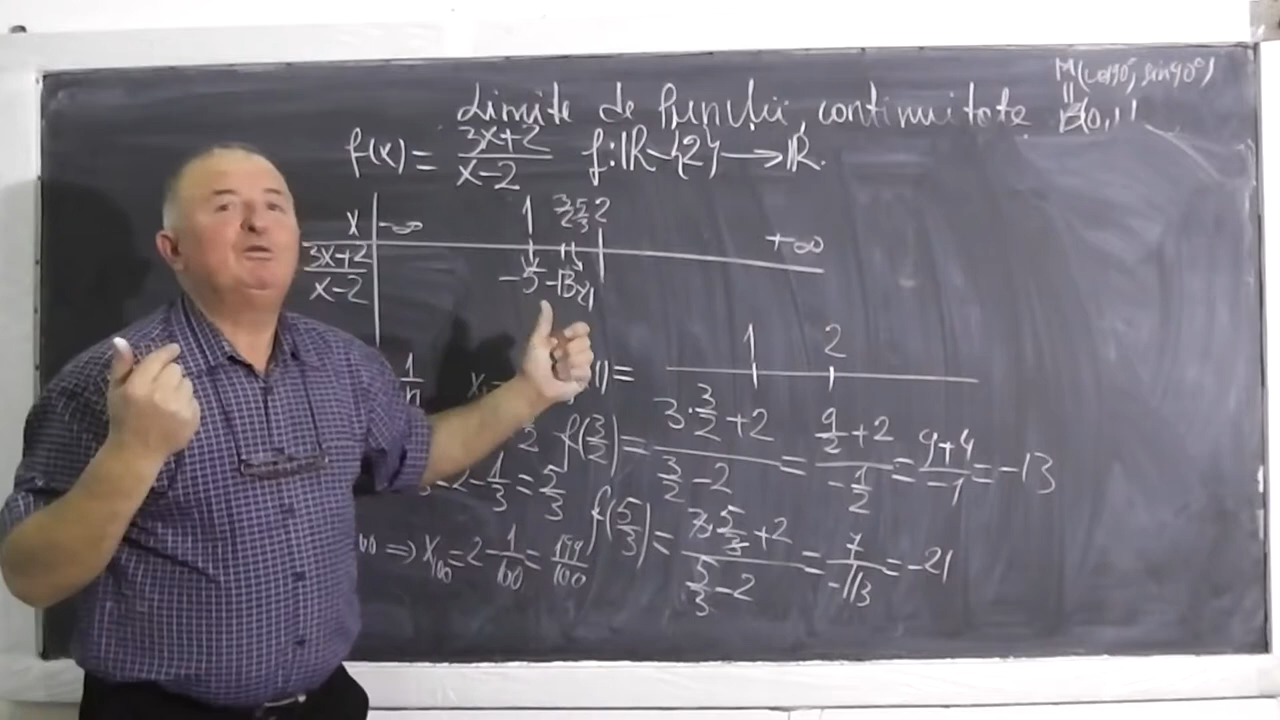 M(cos90°, sin90°)
=
B(0,1)
Limite de funcții, continuitate
f(x) = (3x+2)/(x-2) f: ℝ-{2} → ℝ.
x -∞ 1 3/2 5/3 2 +∞
(3x+2)/(x-2) -5 -13 -21
1 2
1/n =
f(3/2) = (3·3/2+2)/(3/2-2) = (9/2+2)/(-1/2) = (9+4)/(-1) = -13
2-1/3 = 5/3
f(5/3) = (3·5/3+2)/(5/3-2) = 7/(-1/3) = -21
⇒ x₁₀₀ = 2-1/100 = 199/100